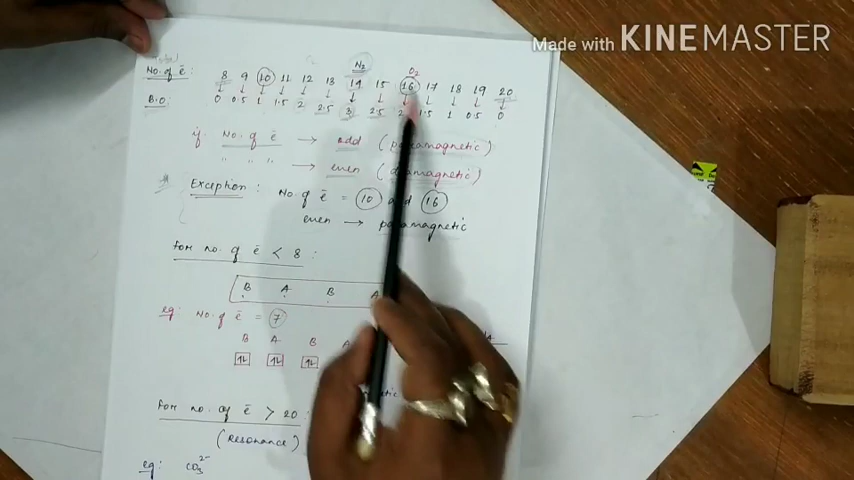 Made with KINEMASTER
N₂ O₂
No. of ē: 8 9 10 11 12 13 14 15 16 17 18 19 20
↓ ↓ ↓ ↓ ↓ ↓ ↓ ↓ ↓ ↓ ↓ ↓ ↓
B.O: 0 0.5 1 1.5 2 2.5 3 2.5 2 1.5 1 0.5 0
if No. of ē → odd (paramagnetic)
" " " → even (diamagnetic)
Exception: No. of ē = 10 and 16
even → paramagnetic
for no. of ē < 8:
B A B A
eg: No. of ē = 7
B A B
↑↓ ↑↓ ↑↓
for no. of ē > 20:
(Resonance)
eg: CO₃²⁻